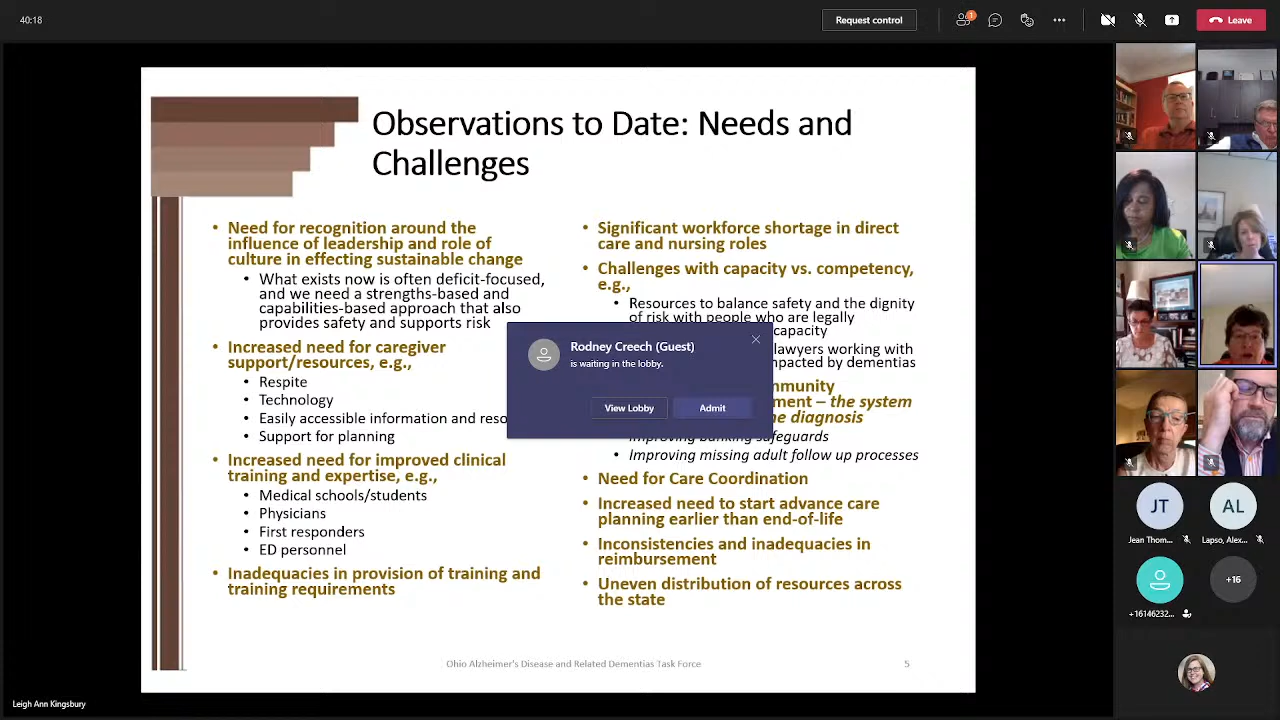 40:18
Request control
1
Leave
Observations to Date: Needs and
Challenges
• Need for recognition around the
influence of leadership and role of
culture in effecting sustainable change
• What exists now is often deficit-focused,
and we need a strengths-based and
capabilities-based approach that also
provides safety and supports risk
• Increased need for caregiver
support/resources, e.g.,
• Respite
• Technology
• Easily accessible information and reso
• Support for planning
• Increased need for improved clinical
training and expertise, e.g.,
• Medical schools/students
• Physicians
• First responders
• ED personnel
• Inadequacies in provision of training and
training requirements
• Significant workforce shortage in direct
care and nursing roles
• Challenges with capacity vs. competency,
e.g.,
• Resources to balance safety and the dignity
of risk with people who are legally
capacity
lawyers working with
mpacted by dementias
mmunity
ment – the system
e diagnosis
Improving banking safeguards
• Improving missing adult follow up processes
• Need for Care Coordination
• Increased need to start advance care
planning earlier than end-of-life
• Inconsistencies and inadequacies in
reimbursement
• Uneven distribution of resources across
the state
Rodney Creech (Guest)
is waiting in the lobby.
View Lobby
Admit
Ohio Alzheimer's Disease and Related Dementias Task Force
5
JT
AL
Jean Thom...
Lapso, Alex...
+16
+16146232...
Leigh Ann Kingsbury